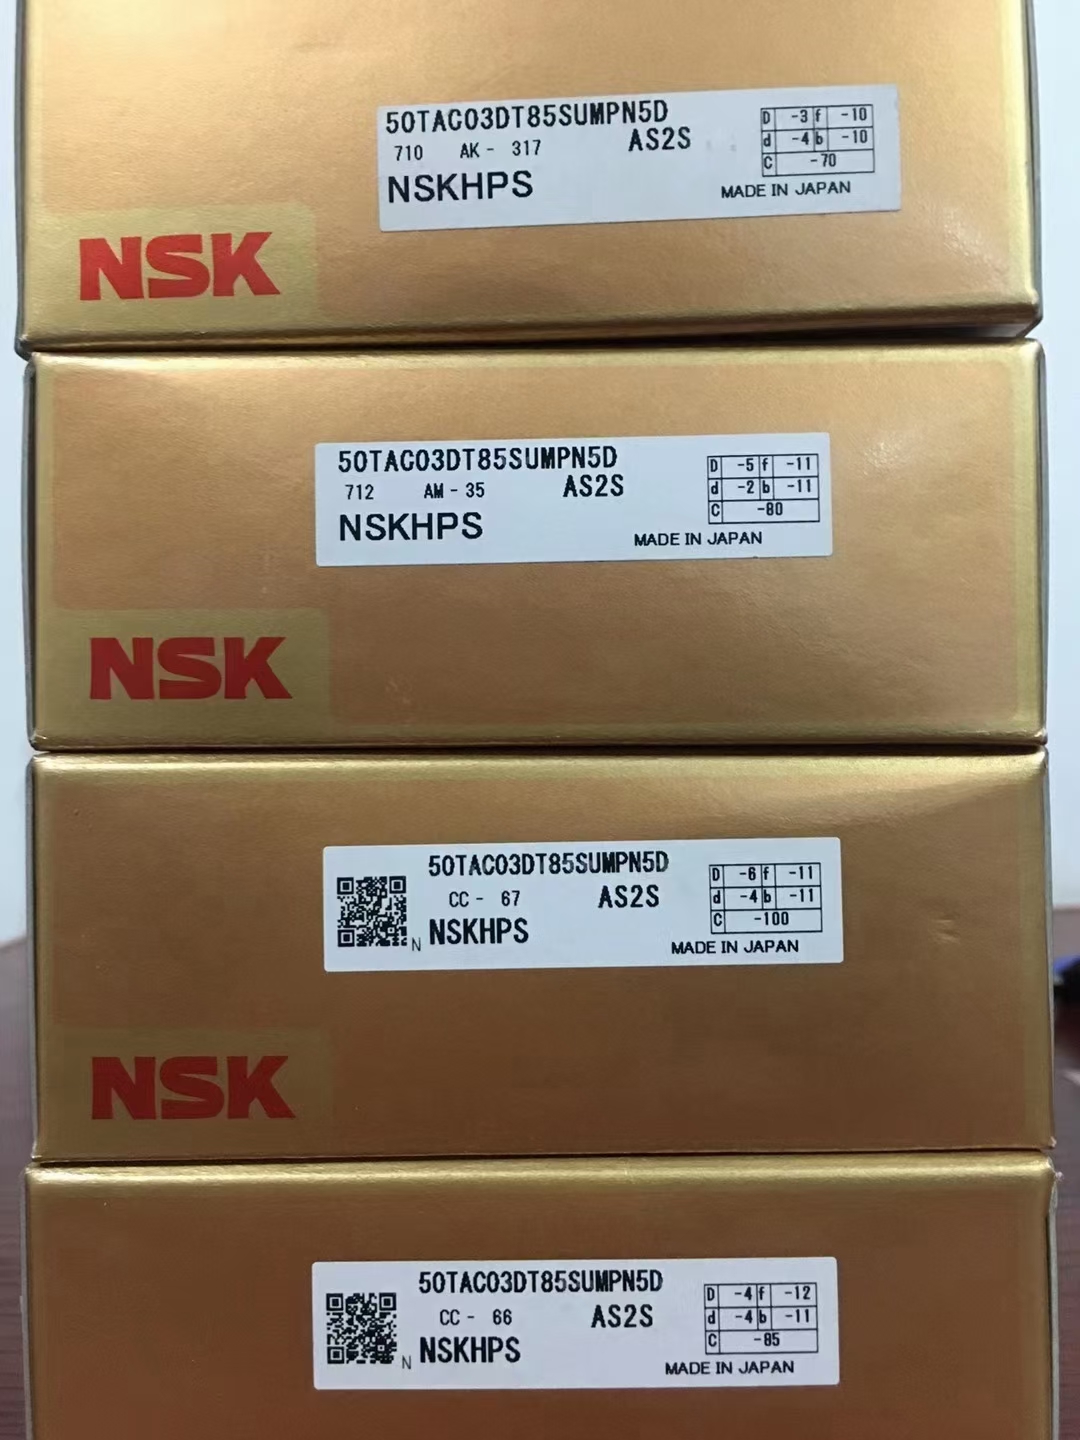 50TAC03DT85SUMPN5D
710 AK - 317 AS2S
NSKHPS
D -3 f -10
d -4 b -10
C -70
MADE IN JAPAN
NSK
50TAC03DT85SUMPN5D
712 AM - 35 AS2S
NSKHPS
D -5 f -11
d -2 b -11
C -80
MADE IN JAPAN
NSK
50TAC03DT85SUMPN5D
CC - 67 AS2S
N NSKHPS
D -6 f -11
d -4 b -11
C -100
MADE IN JAPAN
NSK
50TAC03DT85SUMPN5D
CC - 66 AS2S
N NSKHPS
D -4 f -12
d -4 b -11
C -85
MADE IN JAPAN